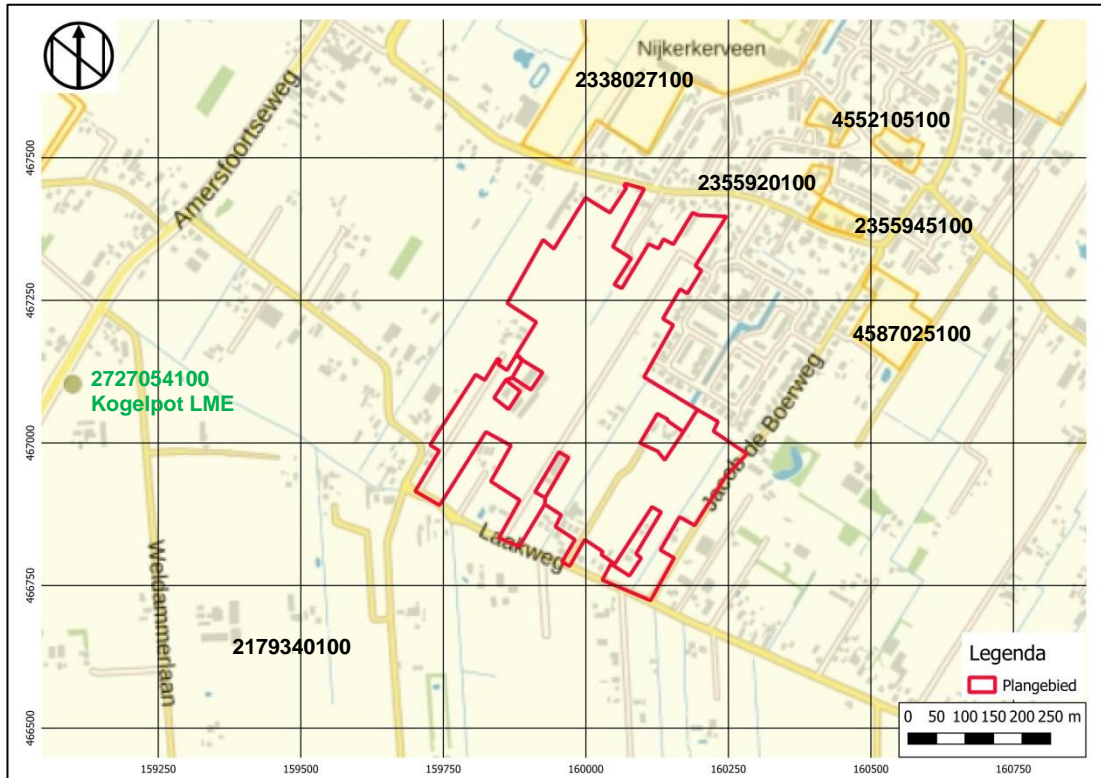 Nijkerkerveen
2338027100
Amersfoortseweg
4552105100
467500
2355920100
2355945100
467250
4587025100
2727054100
Kogelpot LME
467000
Jacob de Boerweg
Laakweg
Weldammerlaan
466750
2179340100
Legenda
Plangebied
0 50 100 150 200 250 m
466500
159250 159500 159750 160000 160250 160500 160750